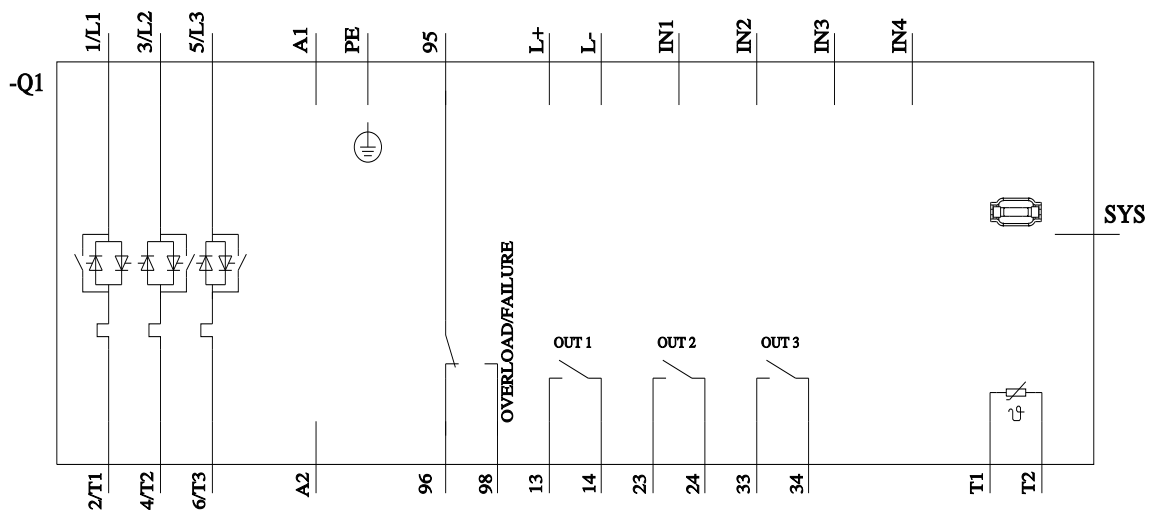 1/L1
3/L2
5/L3
A1
PE
95
L+
L-
IN1
IN2
IN3
IN4
-Q1
SYS
OVERLOAD/FAILURE
OUT 1
OUT 2
OUT 3
ϑ
2/T1
4/T2
6/T3
A2
96
98
13
14
23
24
33
34
T1
T2